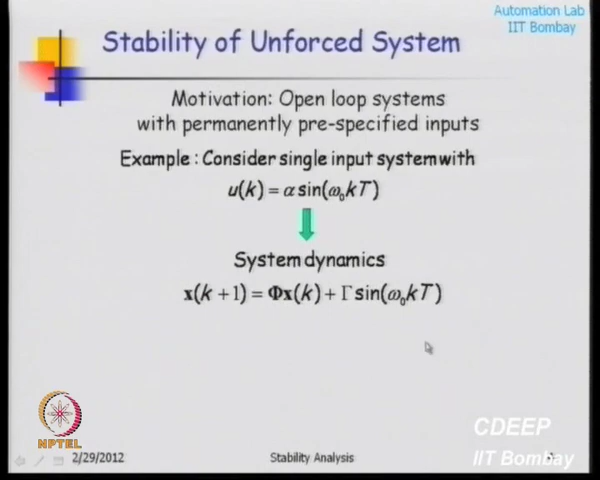 Automation Lab
IIT Bombay
Stability of Unforced System
Motivation: Open loop systems
with permanently pre-specified inputs
Example : Consider single input system with
u(k) = α sin(ω₀kT)
System dynamics
x(k + 1) = Φx(k) + Γ sin(ω₀kT)
NPTEL
2/29/2012
Stability Analysis
CDEEP
IIT Bombay